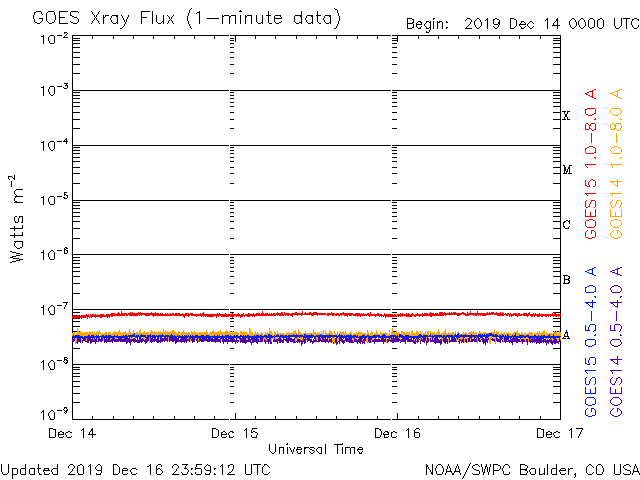 GOES Xray Flux (1-minute data)
Begin: 2019 Dec 14 0000 UTC
10-2
10-3
10-4
10-5
10-6
10-7
10-8
10-9
Watts m-2
X
M
C
B
A
GOES15 1.0-8.0 A
GOES14 1.0-8.0 A
GOES15 0.5-4.0 A
GOES14 0.5-4.0 A
Dec 14
Dec 15
Dec 16
Dec 17
Universal Time
Updated 2019 Dec 16 23:59:12 UTC
NOAA/SWPC Boulder, CO USA